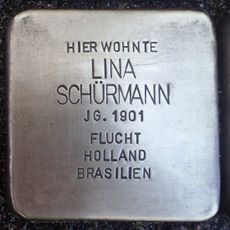 HIER WOHNTE
LINA
SCHÜRMANN
JG. 1901
FLUCHT
HOLLAND
BRASILIEN